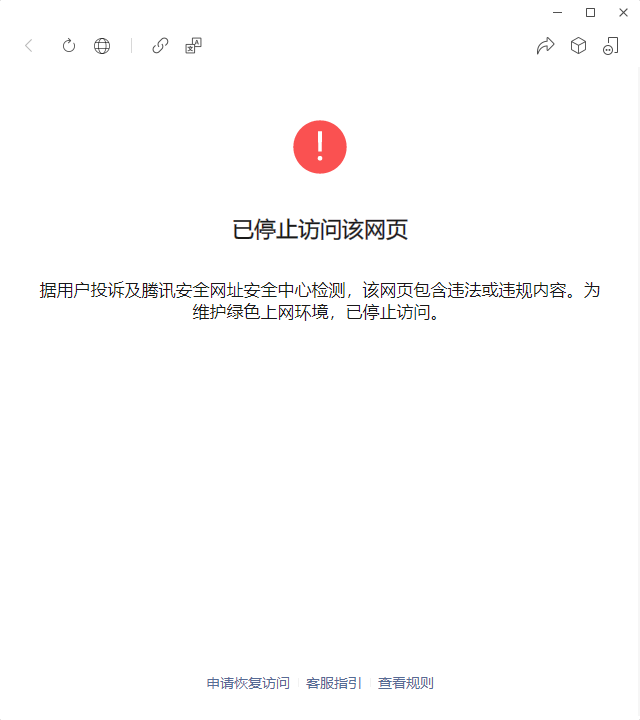 已停止访问该网页
据用户投诉及腾讯安全网址安全中心检测，该网页包含违法或违规内容。为
维护绿色上网环境，已停止访问。
申请恢复访问 客服指引 查看规则